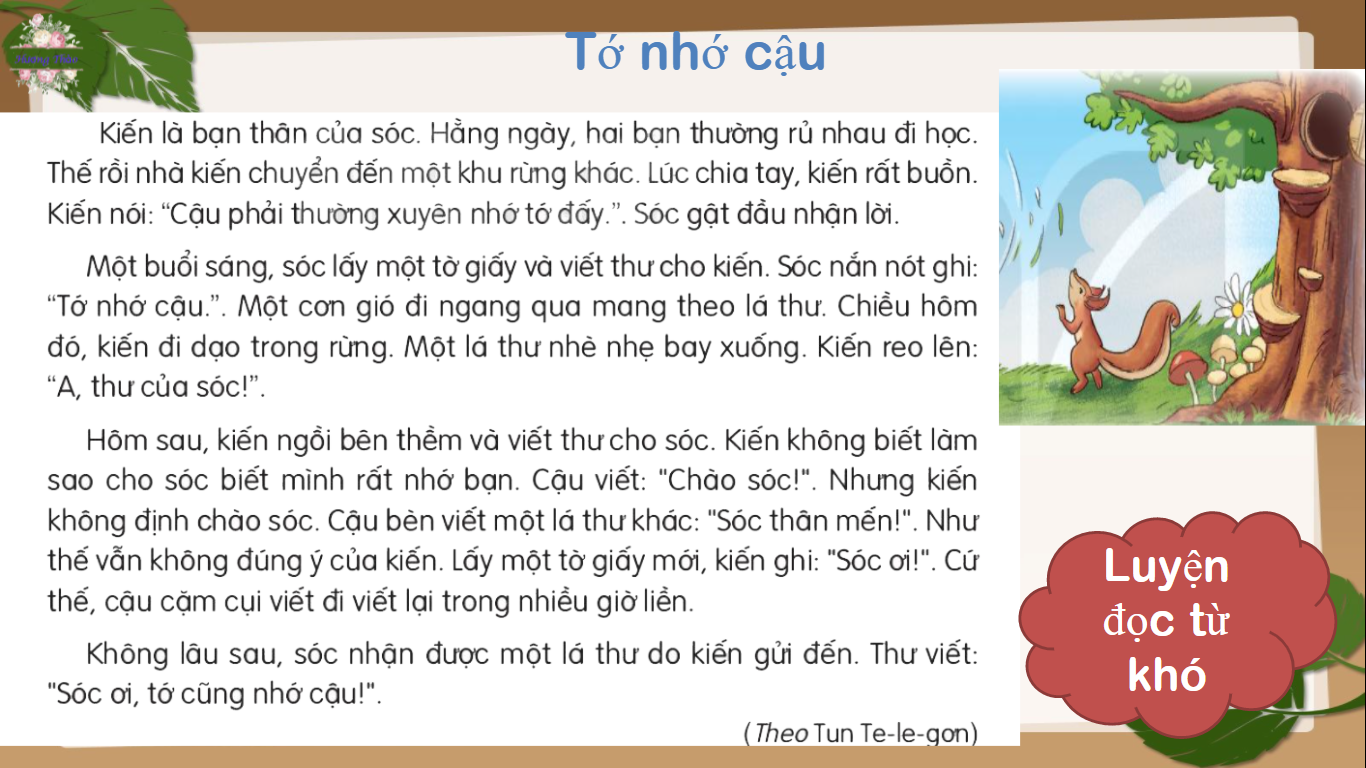 Tớ nhớ cậu
Kiến là bạn thân của sóc. Hằng ngày, hai bạn thường rủ nhau đi học.
Thế rồi nhà kiến chuyển đến một khu rừng khác. Lúc chia tay, kiến rất buồn.
Kiến nói: “Cậu phải thường xuyên nhớ tớ đấy.”. Sóc gật đầu nhận lời.
Một buổi sáng, sóc lấy một tờ giấy và viết thư cho kiến. Sóc nắn nót ghi:
“Tớ nhớ cậu.”. Một cơn gió đi ngang qua mang theo lá thư. Chiều hôm
đó, kiến đi dạo trong rừng. Một lá thư nhè nhẹ bay xuống. Kiến reo lên:
“A, thư của sóc!”.
Hôm sau, kiến ngồi bên thềm và viết thư cho sóc. Kiến không biết làm
sao cho sóc biết mình rất nhớ bạn. Cậu viết: "Chào sóc!". Nhưng kiến
không định chào sóc. Cậu bèn viết một lá thư khác: "Sóc thân mến!". Như
thế vẫn không đúng ý của kiến. Lấy một tờ giấy mới, kiến ghi: "Sóc ơi!". Cứ
thế, cậu cặm cụi viết đi viết lại trong nhiều giờ liền.
Không lâu sau, sóc nhận được một lá thư do kiến gửi đến. Thư viết:
"Sóc ơi, tớ cũng nhớ cậu!".
(Theo Tun Te-le-gơn)
Luyện
đọc từ
khó